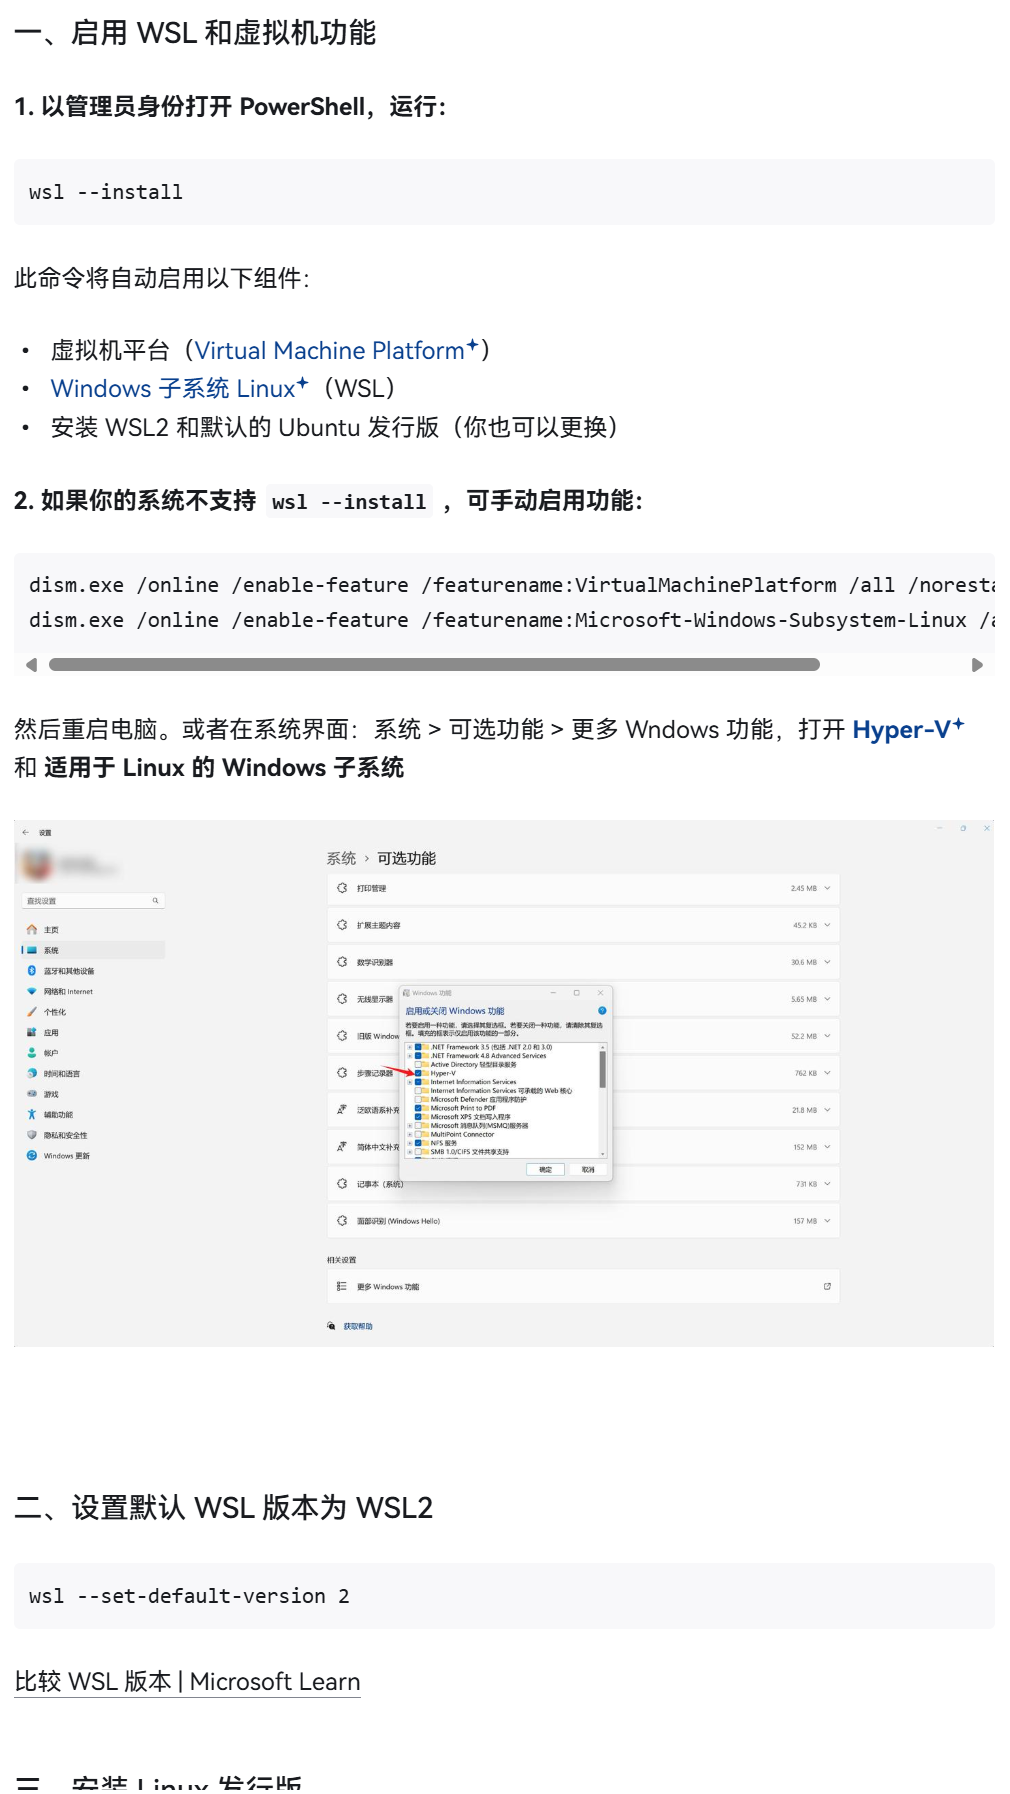 一、启用 WSL 和虚拟机功能
1. 以管理员身份打开 PowerShell，运行：
wsl --install
此命令将自动启用以下组件：
• 虚拟机平台（Virtual Machine Platform）
• Windows 子系统 Linux（WSL）
• 安装 WSL2 和默认的 Ubuntu 发行版（你也可以更换）
2. 如果你的系统不支持 wsl --install ，可手动启用功能：
dism.exe /online /enable-feature /featurename:VirtualMachinePlatform /all /noresta
dism.exe /online /enable-feature /featurename:Microsoft-Windows-Subsystem-Linux /a
然后重启电脑。或者在系统界面：系统 > 可选功能 > 更多 Wndows 功能，打开 Hyper-V
和 适用于 Linux 的 Windows 子系统
设置
系统 › 可选功能
查找设置
主页
系统
蓝牙和其他设备
网络和 Internet
个性化
应用
帐户
时间和语言
游戏
辅助功能
隐私和安全性
Windows 更新
打印管理 2.45 MB
扩展主题内容 45.2 KB
数学识别器 30.6 MB
无线显示器 5.65 MB
旧版 Window 52.2 MB
步骤记录器 762 KB
泛欧语系补充 21.8 MB
简体中文补充 152 MB
记事本（系统） 731 KB
面部识别 (Windows Hello) 157 MB
Windows 功能
启用或关闭 Windows 功能
若要启用一种功能，请选择其复选框。若要关闭一种功能，请清除其复选
框。填充的框表示仅启用该功能的一部分。
.NET Framework 3.5 (包括 .NET 2.0 和 3.0)
.NET Framework 4.8 Advanced Services
Active Directory 轻型目录服务
Hyper-V
Internet Information Services
Internet Information Services 可承载的 Web 核心
Microsoft Defender 应用程序防护
Microsoft Print to PDF
Microsoft XPS 文档写入程序
Microsoft 消息队列(MSMQ)服务器
MultiPoint Connector
NFS 服务
SMB 1.0/CIFS 文件共享支持
确定 取消
相关设置
更多 Windows 功能
获取帮助
二、设置默认 WSL 版本为 WSL2
wsl --set-default-version 2
比较 WSL 版本 | Microsoft Learn
三、安装 Linux 发行版